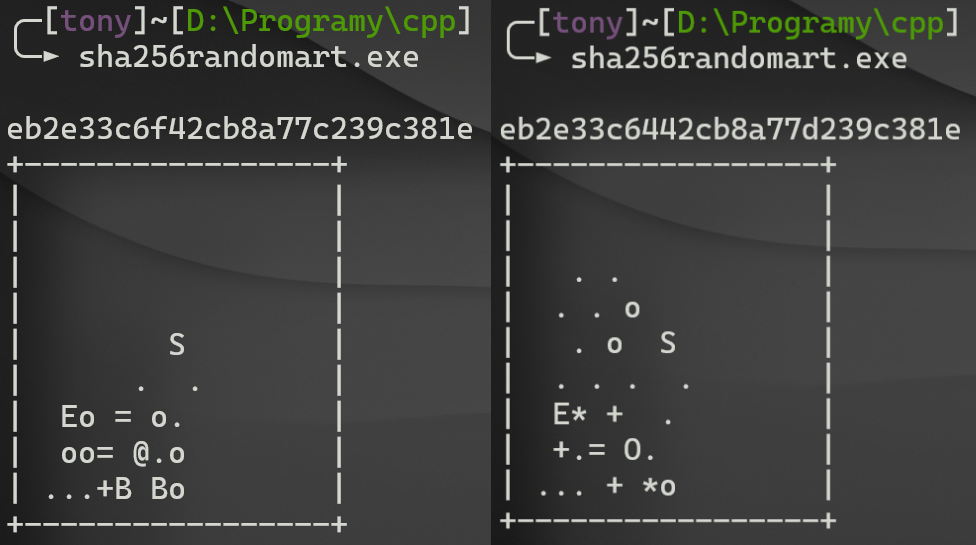 ╭─[tony]~[D:\Programy\cpp]
╰─► sha256randomart.exe
eb2e33c6f42cb8a77c239c381e
+-----------------+
|                 |
|                 |
|                 |
|                 |
|        S        |
|      .  .       |
|  Eo = o.        |
|  oo= @.o        |
| ...+B Bo        |
+-----------------+
╭─[tony]~[D:\Programy\cpp]
╰─► sha256randomart.exe
eb2e33c6442cb8a77d239c381e
+-----------------+
|                 |
|                 |
|   . .           |
|  . . o          |
|   . o  S        |
|  . . .  .       |
|  E* +  .        |
|  +.= O.         |
| ... + *o        |
+-----------------+